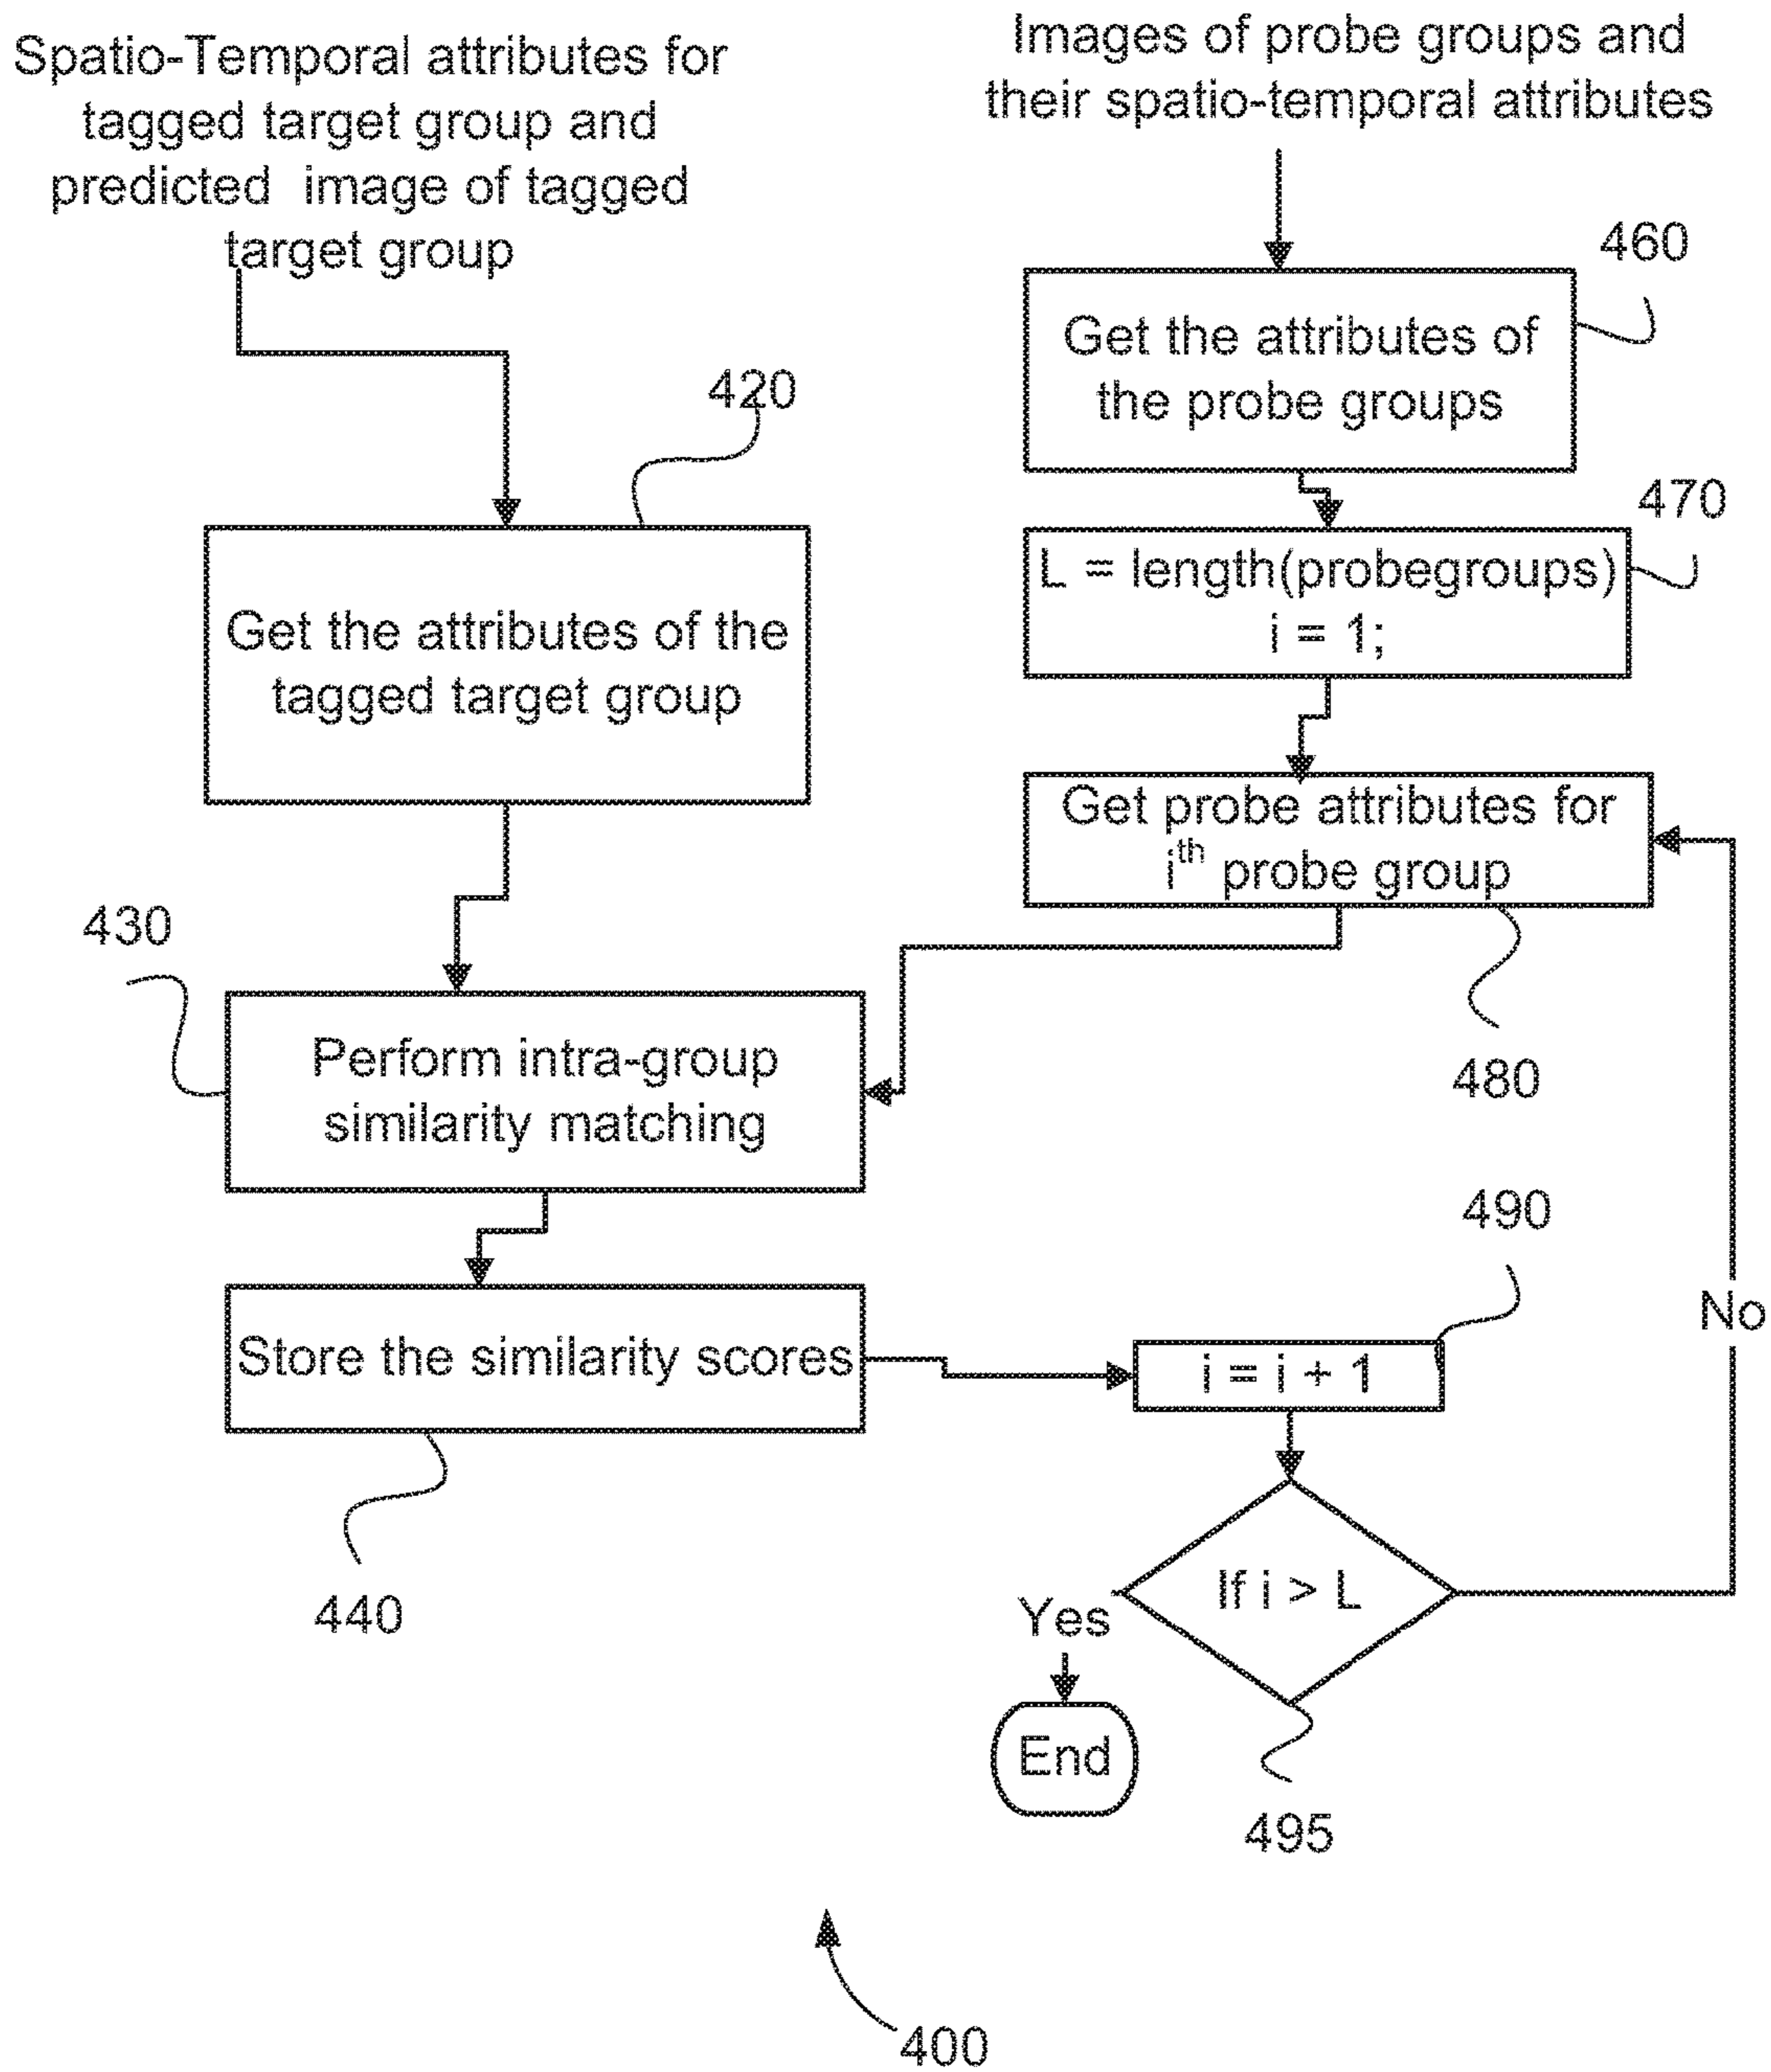 Spatio-Temporal attributes for
tagged target group and
predicted image of tagged
target group
Images of probe groups and
their spatio-temporal attributes
460
Get the attributes of
the probe groups
420
470
L = length(probegroups)
i = 1;
Get the attributes of the
tagged target group
Get probe attributes for
ith probe group
430
480
Perform intra-group
similarity matching
490
No
Store the similarity scores
i = i + 1
440
If i > L
Yes
End
495
400